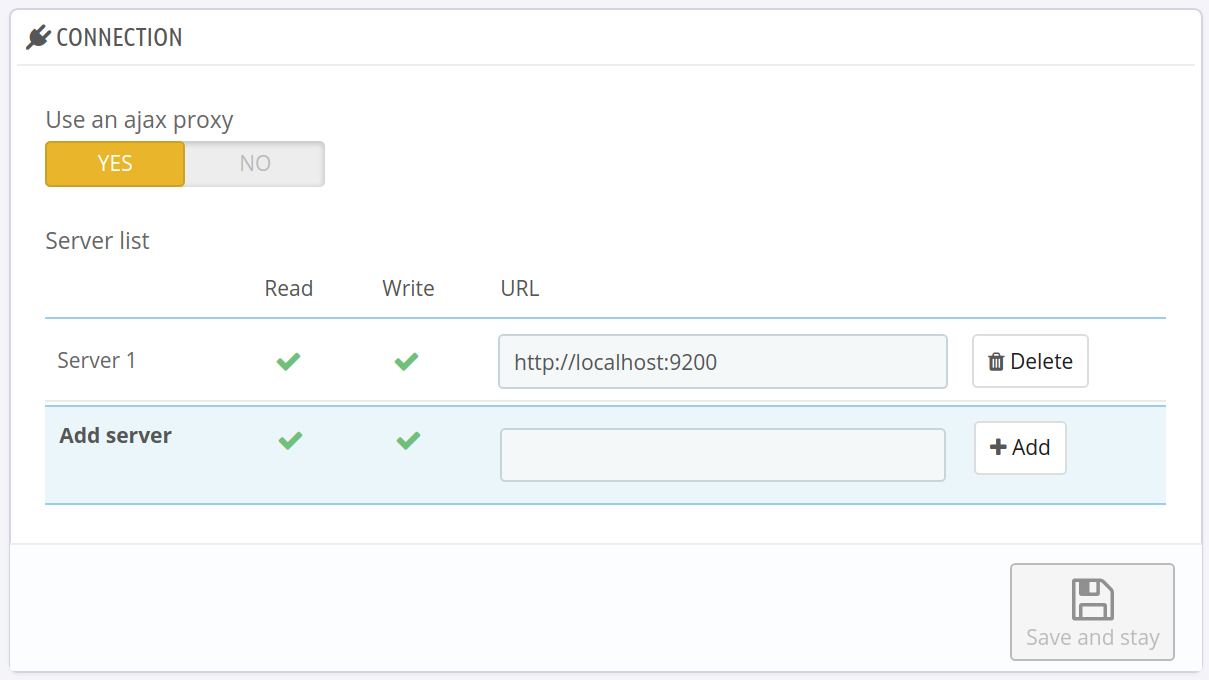 CONNECTION
Use an ajax proxy
YES NO
Server list
Read Write URL
Server 1 http://localhost:9200 Delete
Add server Add
Save and stay